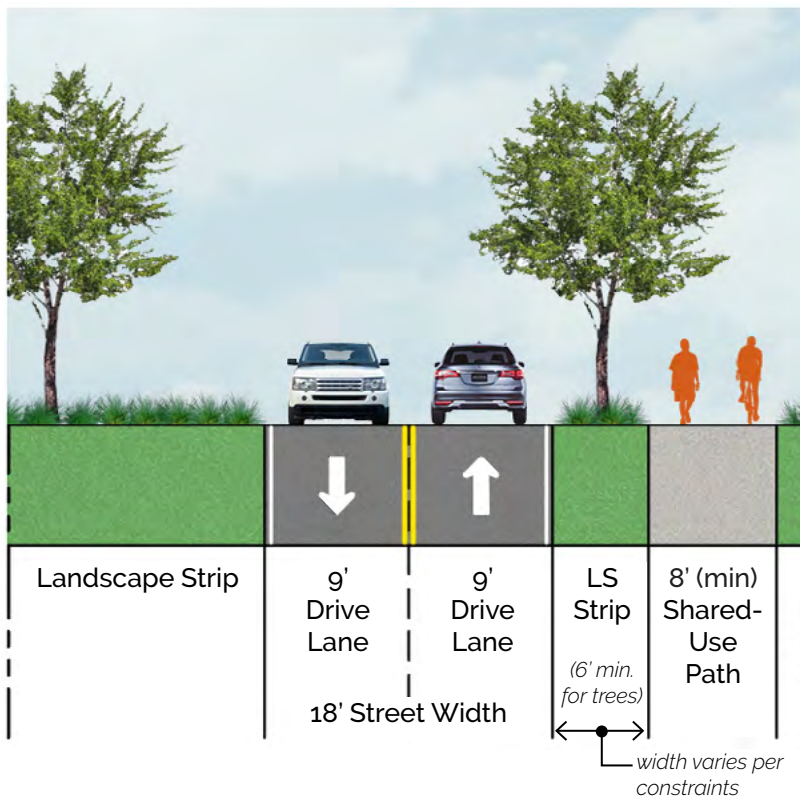 Landscape Strip
9’
Drive
Lane
9’
Drive
Lane
LS
Strip
(6’ min.
for trees)
8’ (min)
Shared-
Use
Path
18’ Street Width
width varies per
constraints